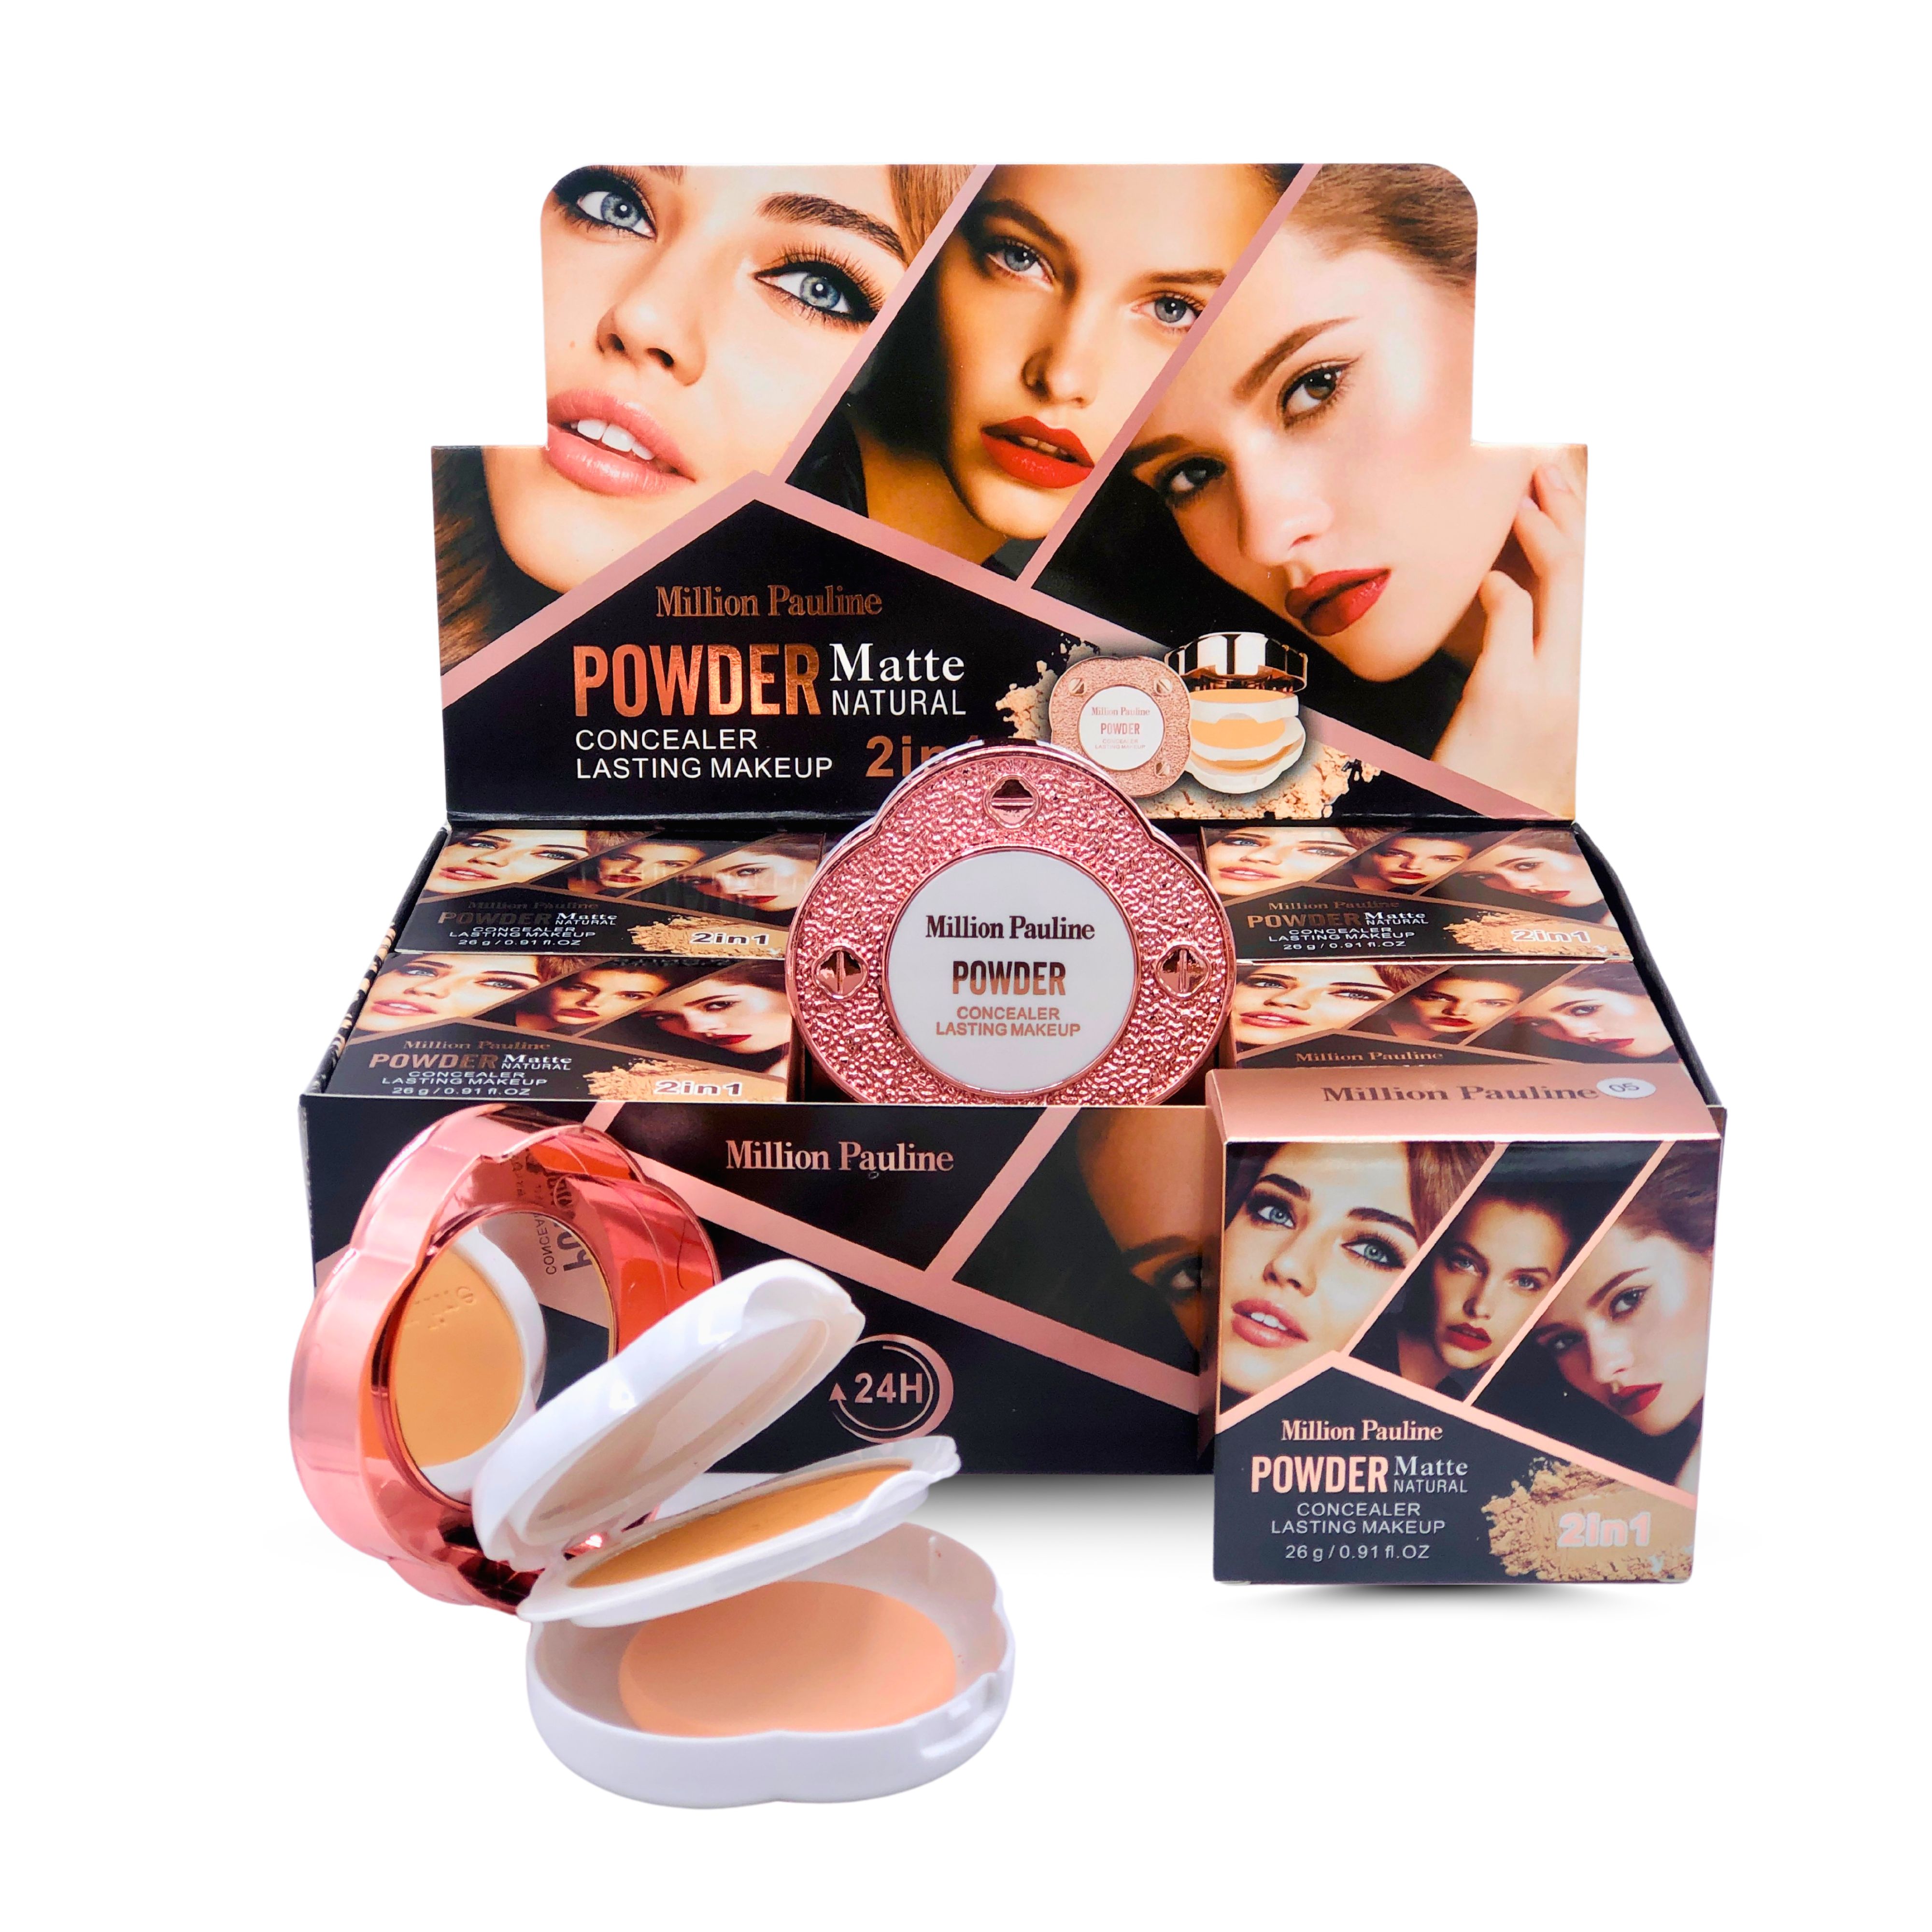 Million Pauline
POWDER Matte
NATURAL
CONCEALER
LASTING MAKEUP
Million Pauline
POWDER
CONCEALER
LASTING MAKEUP
Million Pauline
POWDER Matte
NATURAL
CONCEALER
LASTING MAKEUP
26 g / 0.91 fl.OZ
2in1
Million Pauline
POWDER Matte
NATURAL
CONCEALER
LASTING MAKEUP
26 g / 0.91 fl.OZ
2in1
Million Pauline
POWDER
CONCEALER
LASTING MAKEUP
Million Pauline
POWDER Matte
NATURAL
CONCEALER
LASTING MAKEUP
26 g / 0.91 fl.OZ
2in1
Million Pauline
Million Pauline
24H
Million Pauline 05
Million Pauline
POWDER Matte
NATURAL
CONCEALER
LASTING MAKEUP
26 g / 0.91 fl.OZ
2In1